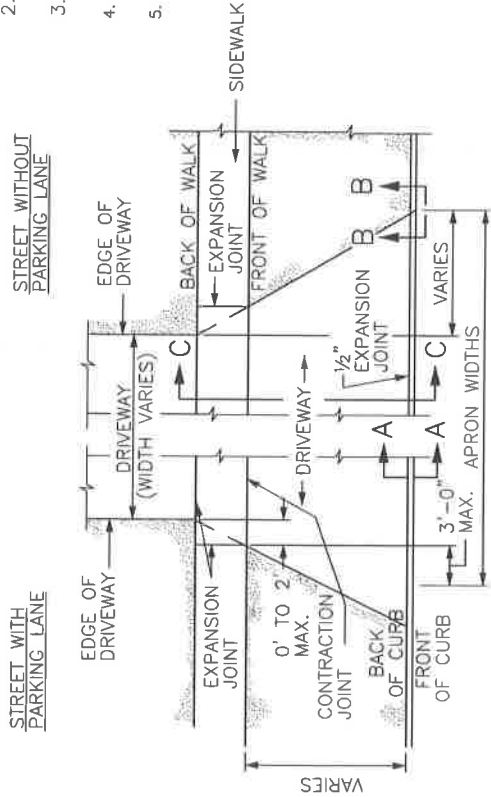 2.
3.
4.
5.
STREET WITH
PARKING LANE
STREET WITHOUT
PARKING LANE
EDGE OF
DRIVEWAY
EDGE OF
DRIVEWAY
DRIVEWAY
(WIDTH VARIES)
BACK OF WALK
EXPANSION
JOINT
FRONT OF WALK
SIDEWALK
C
EXPANSION
JOINT
0' TO 2'
MAX.
DRIVEWAY
CONTRACTION
JOINT
1/2"
EXPANSION
JOINT
B
B
BACK
OF CURB
FRONT
OF CURB
A
A
C
VARIES
3'-0"
MAX.
APRON WIDTHS
VARIES